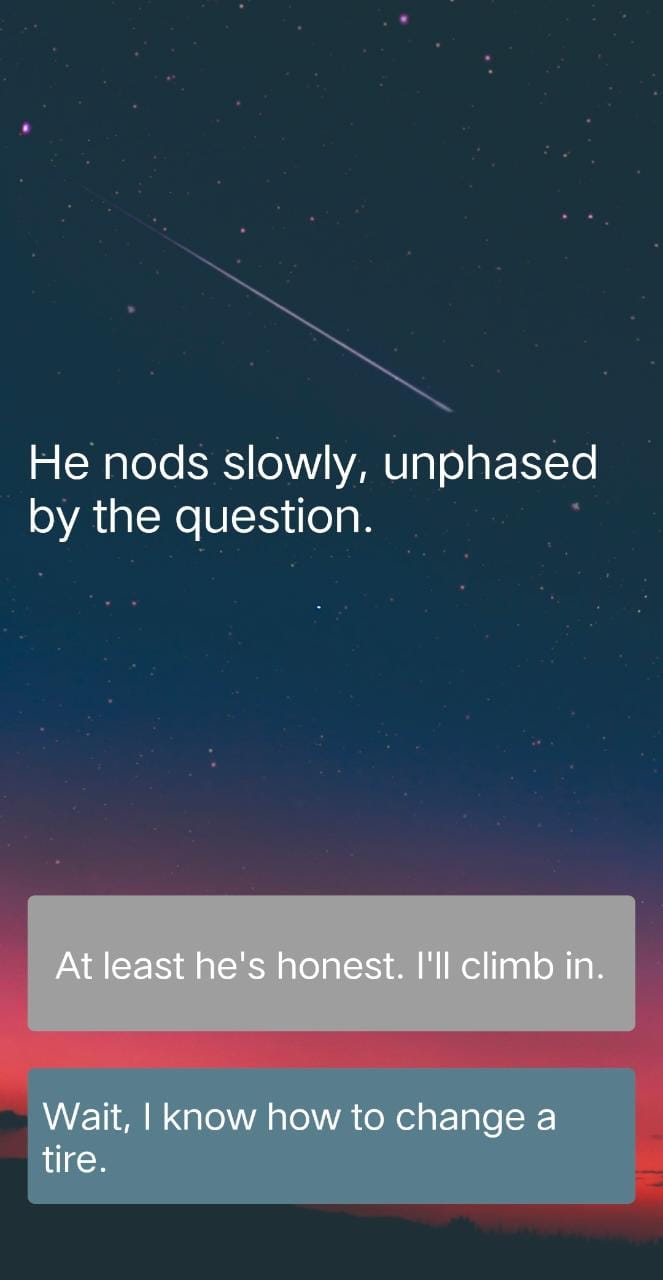 He nods slowly, unphased
by the question.
At least he's honest. I'll climb in.
Wait, I know how to change a
tire.